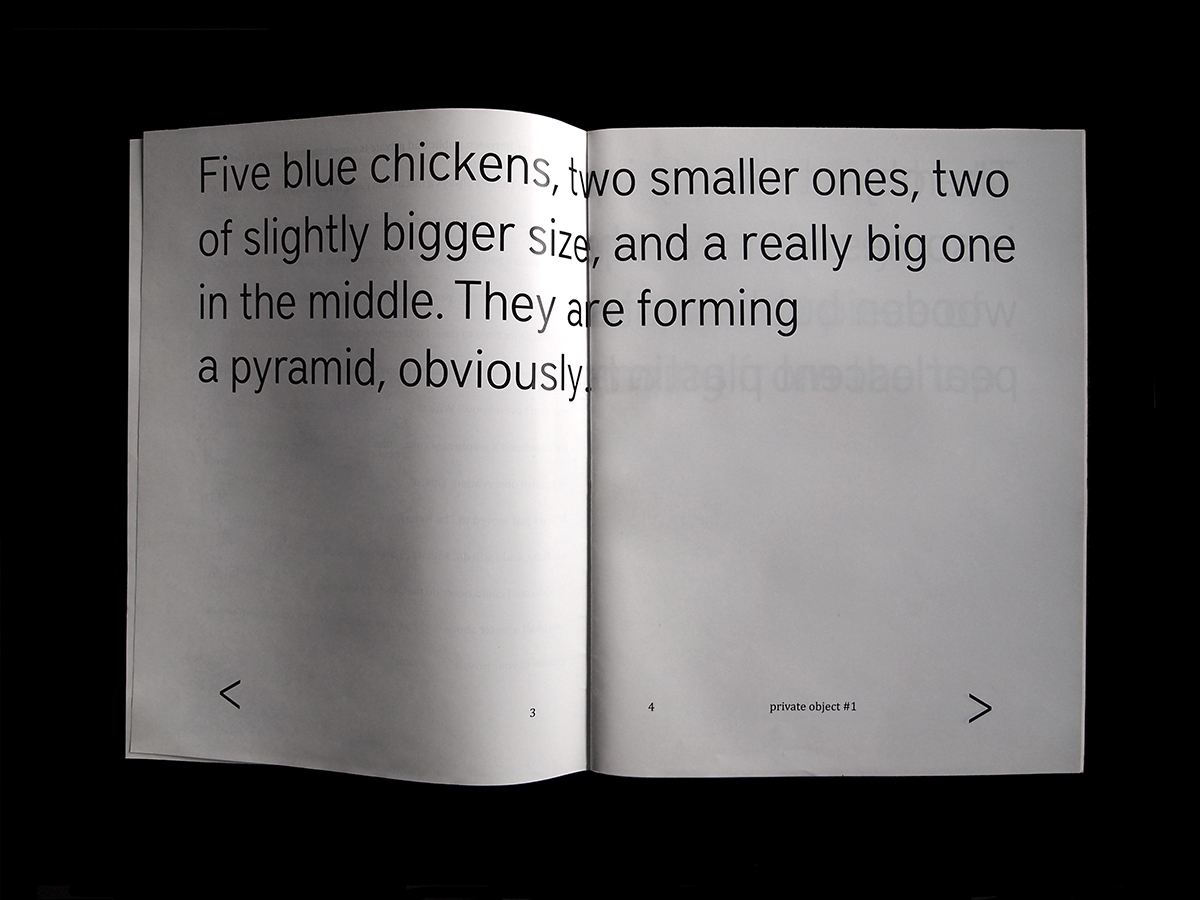 Five blue chickens, two smaller ones, two
of slightly bigger size, and a really big one
in the middle. They are forming
a pyramid, obviously.
<
3
4
private object #1
>